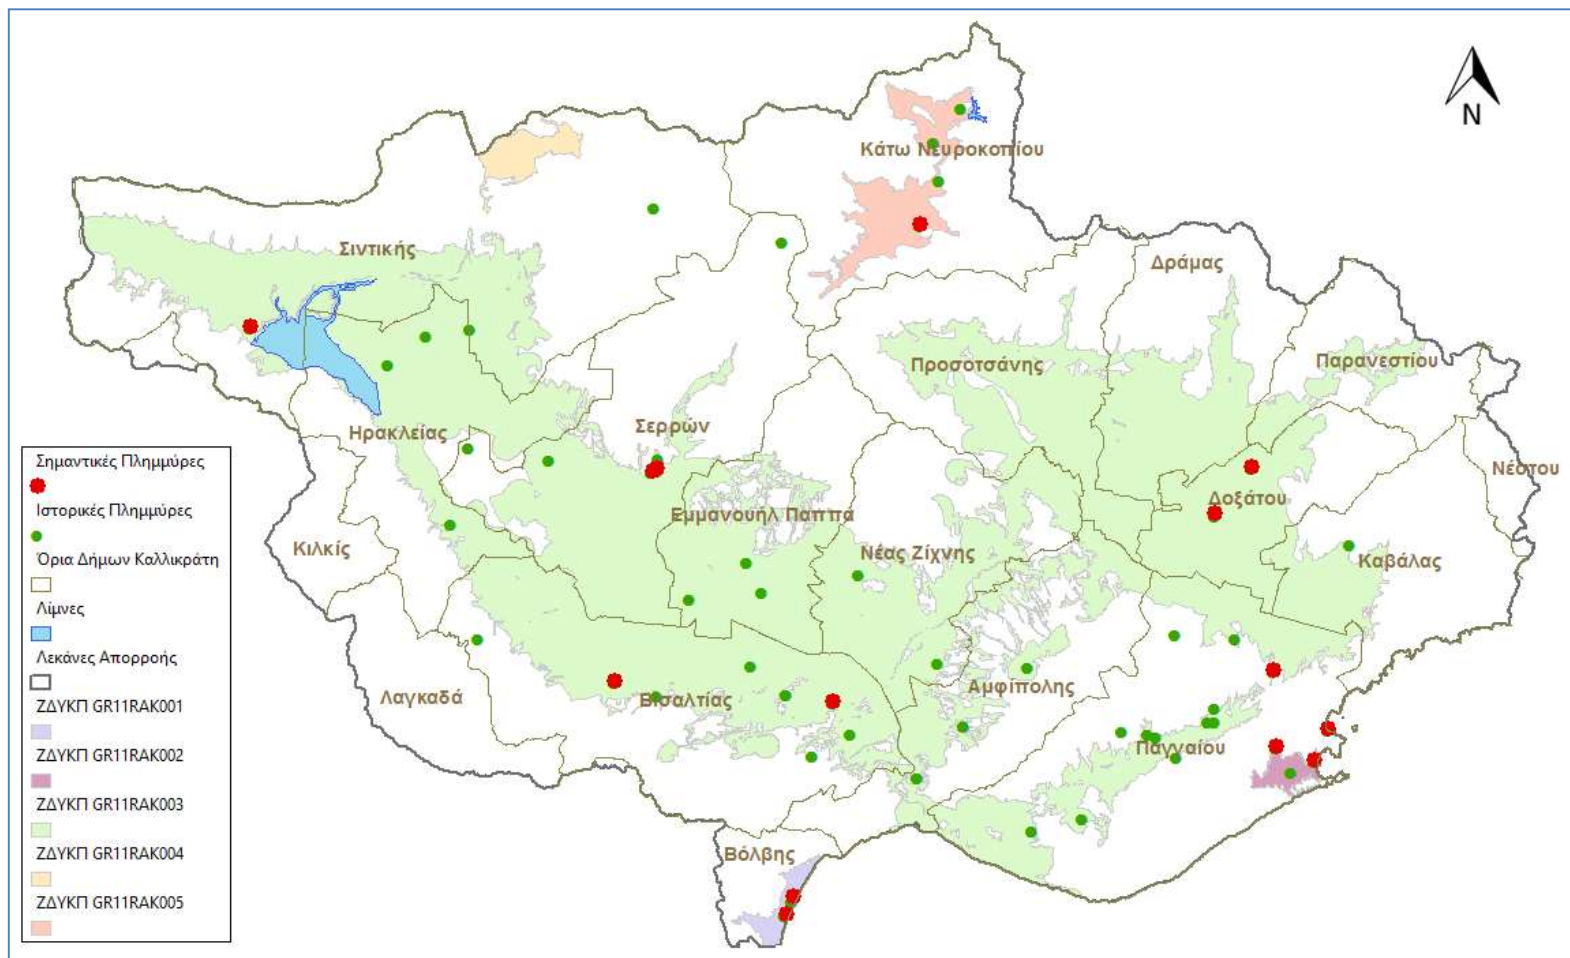 N
Κάτω Νευροκοπίου
Σιντικής
Δράμας
Προσοτσάνης
Παρανεστίου
Ηρακλείας
Σερρών
Νέστου
Δοξάτου
Εμμανουήλ Παππά
Κιλκίς
Νέας Ζίχνης
Καβάλας
Λαγκαδά
Βισαλτίας
Αμφίπολης
Παγγαίου
Βόλβης
Σημαντικές Πλημμύρες
Ιστορικές Πλημμύρες
Όρια Δήμων Καλλικράτη
Λίμνες
Λεκάνες Απορροής
ΖΔΥΚΠ GR11RAK001
ΖΔΥΚΠ GR11RAK002
ΖΔΥΚΠ GR11RAK003
ΖΔΥΚΠ GR11RAK004
ΖΔΥΚΠ GR11RAK005